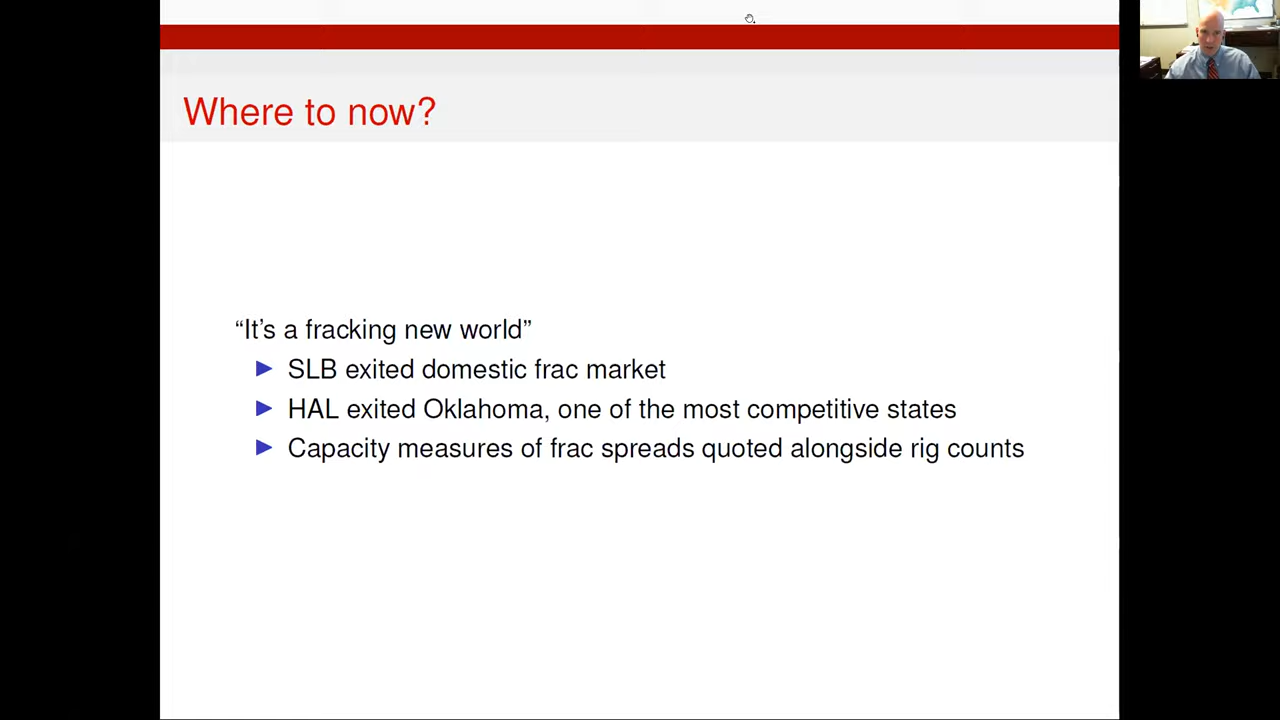 Where to now?
“It’s a fracking new world”
▶ SLB exited domestic frac market
▶ HAL exited Oklahoma, one of the most competitive states
▶ Capacity measures of frac spreads quoted alongside rig counts